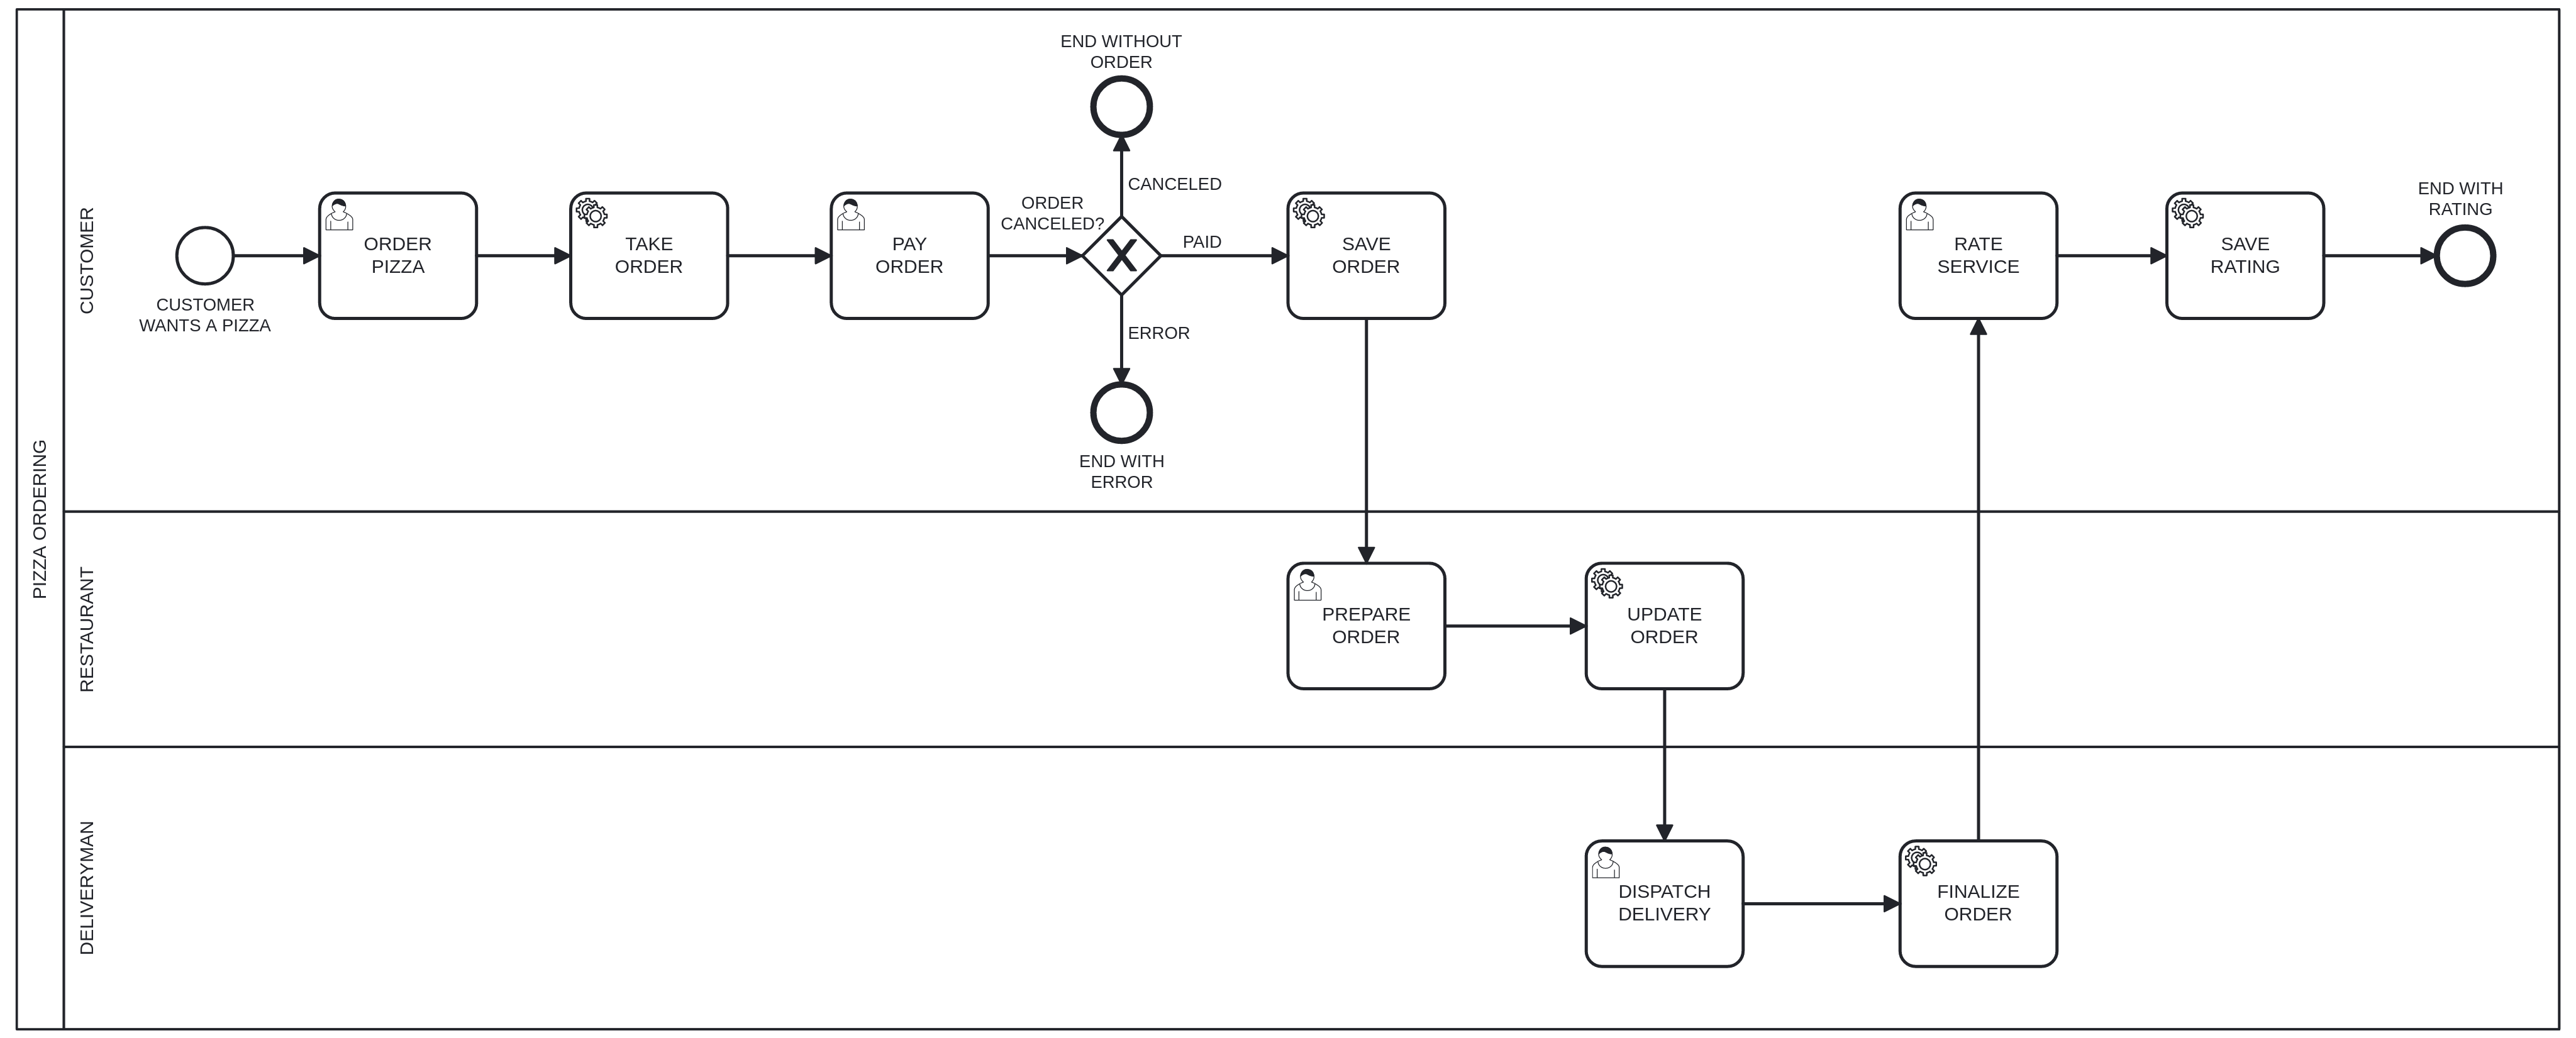 PIZZA ORDERING
CUSTOMER
CUSTOMER
WANTS A PIZZA
ORDER
PIZZA
TAKE
ORDER
PAY
ORDER
ORDER
CANCELED?
END WITHOUT
ORDER
CANCELED
PAID
ERROR
END WITH
ERROR
SAVE
ORDER
RATE
SERVICE
SAVE
RATING
END WITH
RATING
RESTAURANT
PREPARE
ORDER
UPDATE
ORDER
DELIVERYMAN
DISPATCH
DELIVERY
FINALIZE
ORDER